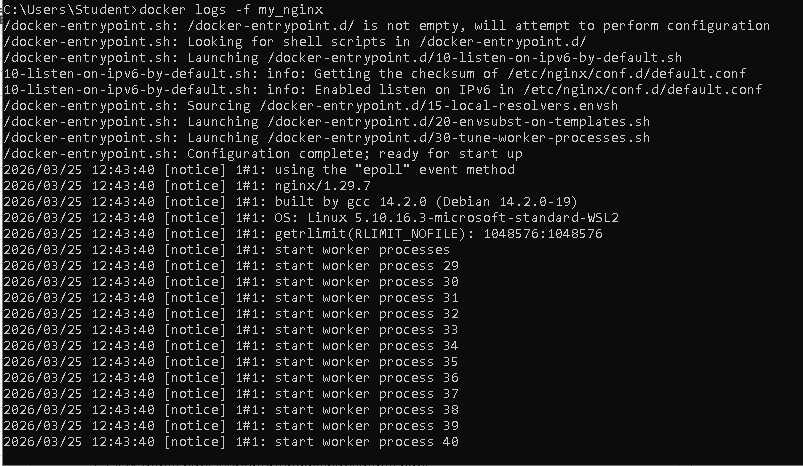 C:\Users\Student>docker logs -f my_nginx
/docker-entrypoint.sh: /docker-entrypoint.d/ is not empty, will attempt to perform configuration
/docker-entrypoint.sh: Looking for shell scripts in /docker-entrypoint.d/
/docker-entrypoint.sh: Launching /docker-entrypoint.d/10-listen-on-ipv6-by-default.sh
10-listen-on-ipv6-by-default.sh: info: Getting the checksum of /etc/nginx/conf.d/default.conf
10-listen-on-ipv6-by-default.sh: info: Enabled listen on IPv6 in /etc/nginx/conf.d/default.conf
/docker-entrypoint.sh: Sourcing /docker-entrypoint.d/15-local-resolvers.envsh
/docker-entrypoint.sh: Launching /docker-entrypoint.d/20-envsubst-on-templates.sh
/docker-entrypoint.sh: Launching /docker-entrypoint.d/30-tune-worker-processes.sh
/docker-entrypoint.sh: Configuration complete; ready for start up
2026/03/25 12:43:40 [notice] 1#1: using the "epoll" event method
2026/03/25 12:43:40 [notice] 1#1: nginx/1.29.7
2026/03/25 12:43:40 [notice] 1#1: built by gcc 14.2.0 (Debian 14.2.0-19)
2026/03/25 12:43:40 [notice] 1#1: OS: Linux 5.10.16.3-microsoft-standard-WSL2
2026/03/25 12:43:40 [notice] 1#1: getrlimit(RLIMIT_NOFILE): 1048576:1048576
2026/03/25 12:43:40 [notice] 1#1: start worker processes
2026/03/25 12:43:40 [notice] 1#1: start worker process 29
2026/03/25 12:43:40 [notice] 1#1: start worker process 30
2026/03/25 12:43:40 [notice] 1#1: start worker process 31
2026/03/25 12:43:40 [notice] 1#1: start worker process 32
2026/03/25 12:43:40 [notice] 1#1: start worker process 33
2026/03/25 12:43:40 [notice] 1#1: start worker process 34
2026/03/25 12:43:40 [notice] 1#1: start worker process 35
2026/03/25 12:43:40 [notice] 1#1: start worker process 36
2026/03/25 12:43:40 [notice] 1#1: start worker process 37
2026/03/25 12:43:40 [notice] 1#1: start worker process 38
2026/03/25 12:43:40 [notice] 1#1: start worker process 39
2026/03/25 12:43:40 [notice] 1#1: start worker process 40